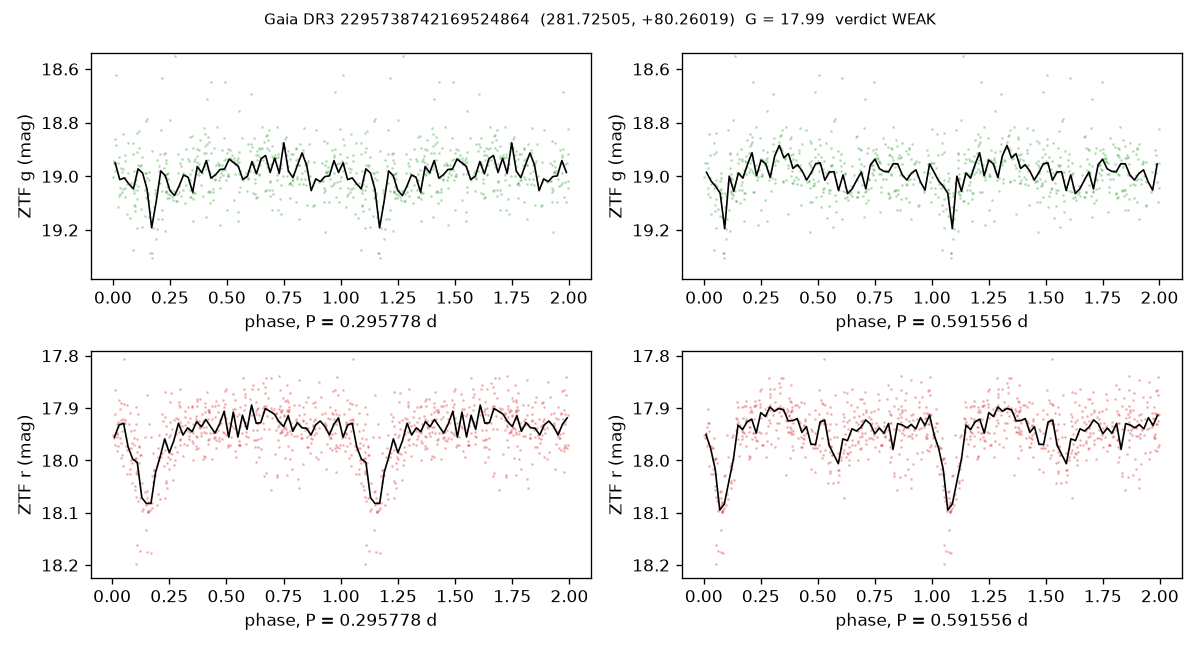 Gaia DR3 2295738742169524864 (281.72505, +80.26019) G = 17.99 verdict WEAK
ZTF g (mag)
18.6
18.8
19.0
19.2
0.00 0.25 0.50 0.75 1.00 1.25 1.50 1.75 2.00
phase, P = 0.295778 d
ZTF g (mag)
18.6
18.8
19.0
19.2
0.00 0.25 0.50 0.75 1.00 1.25 1.50 1.75 2.00
phase, P = 0.591556 d
ZTF r (mag)
17.8
17.9
18.0
18.1
18.2
0.00 0.25 0.50 0.75 1.00 1.25 1.50 1.75 2.00
phase, P = 0.295778 d
ZTF r (mag)
17.8
17.9
18.0
18.1
18.2
0.00 0.25 0.50 0.75 1.00 1.25 1.50 1.75 2.00
phase, P = 0.591556 d